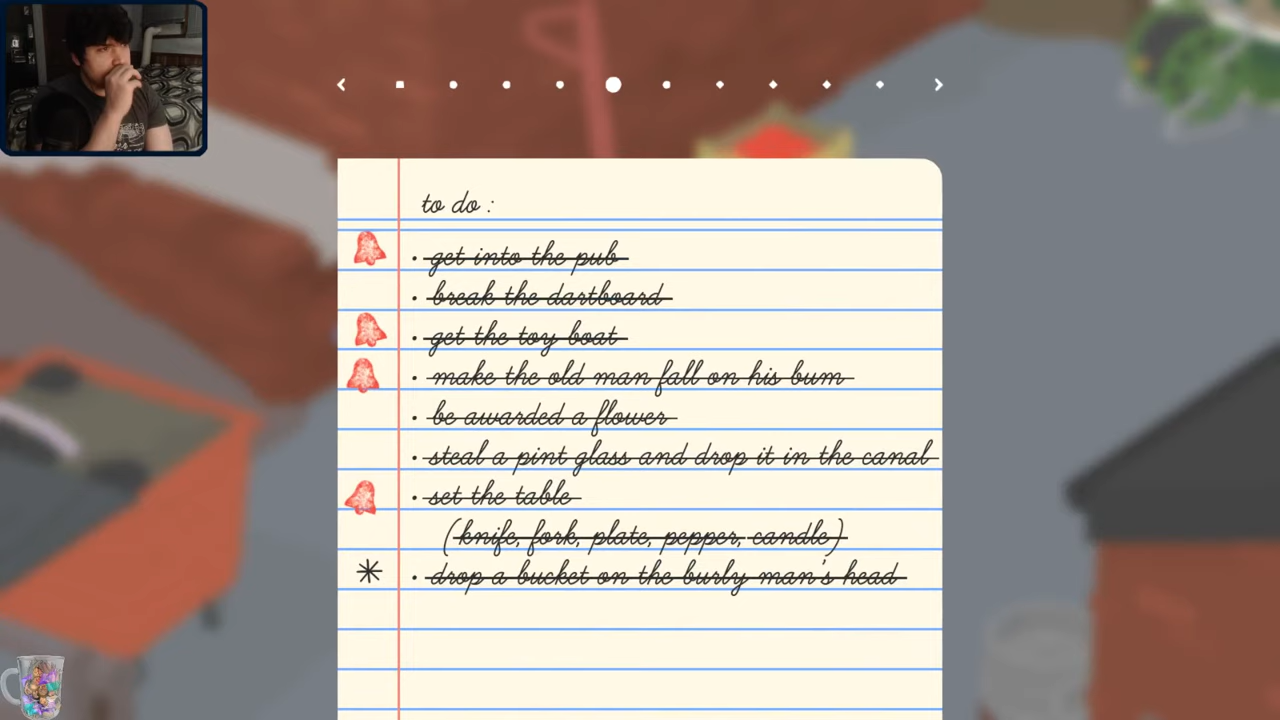 to do :
• get into the pub
• break the dartboard
• get the toy boat
• make the old man fall on his bum
• be awarded a flower
• steal a pint glass and drop it in the canal
• set the table
(knife, fork, plate, pepper, candle)
• drop a bucket on the burly man's head